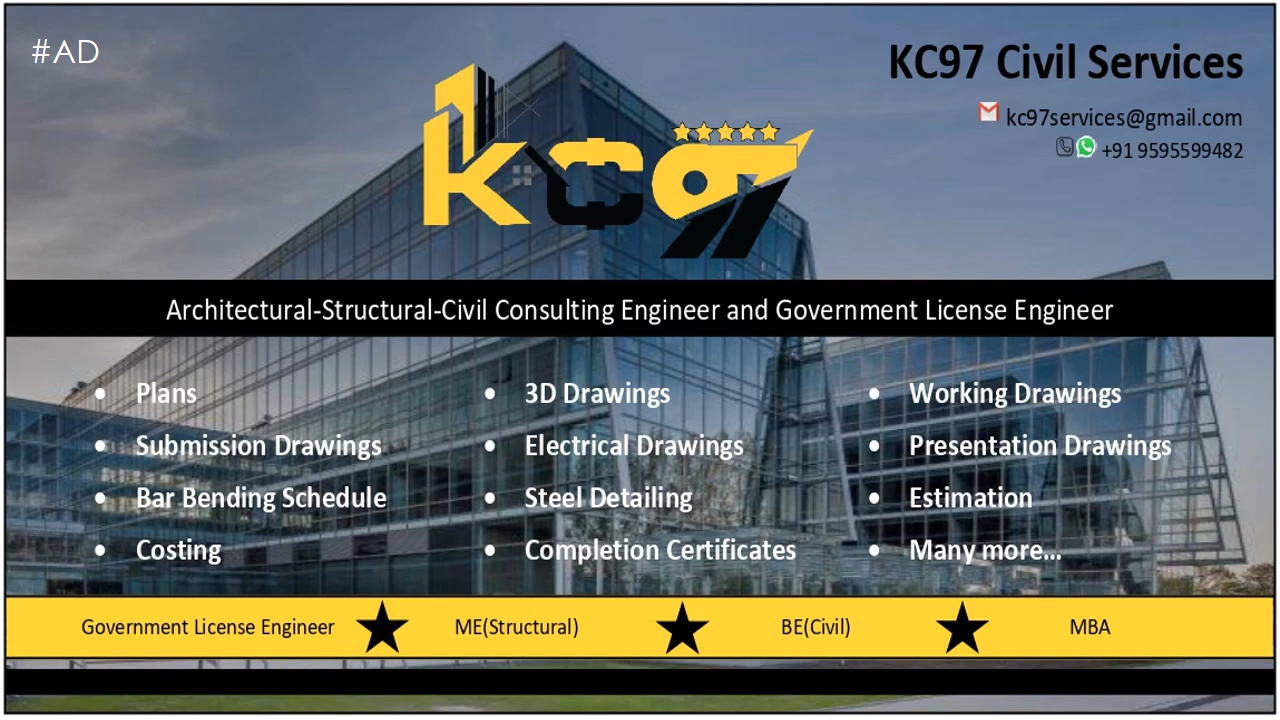 #AD
KC97 Civil Services
kc97services@gmail.com
+91 9595599482
KC97
Architectural-Structural-Civil Consulting Engineer and Government License Engineer
• Plans
• 3D Drawings
• Working Drawings
• Submission Drawings
• Electrical Drawings
• Presentation Drawings
• Bar Bending Schedule
• Steel Detailing
• Estimation
• Costing
• Completion Certificates
• Many more...
Government License Engineer ★ ME(Structural) ★ BE(Civil) ★ MBA